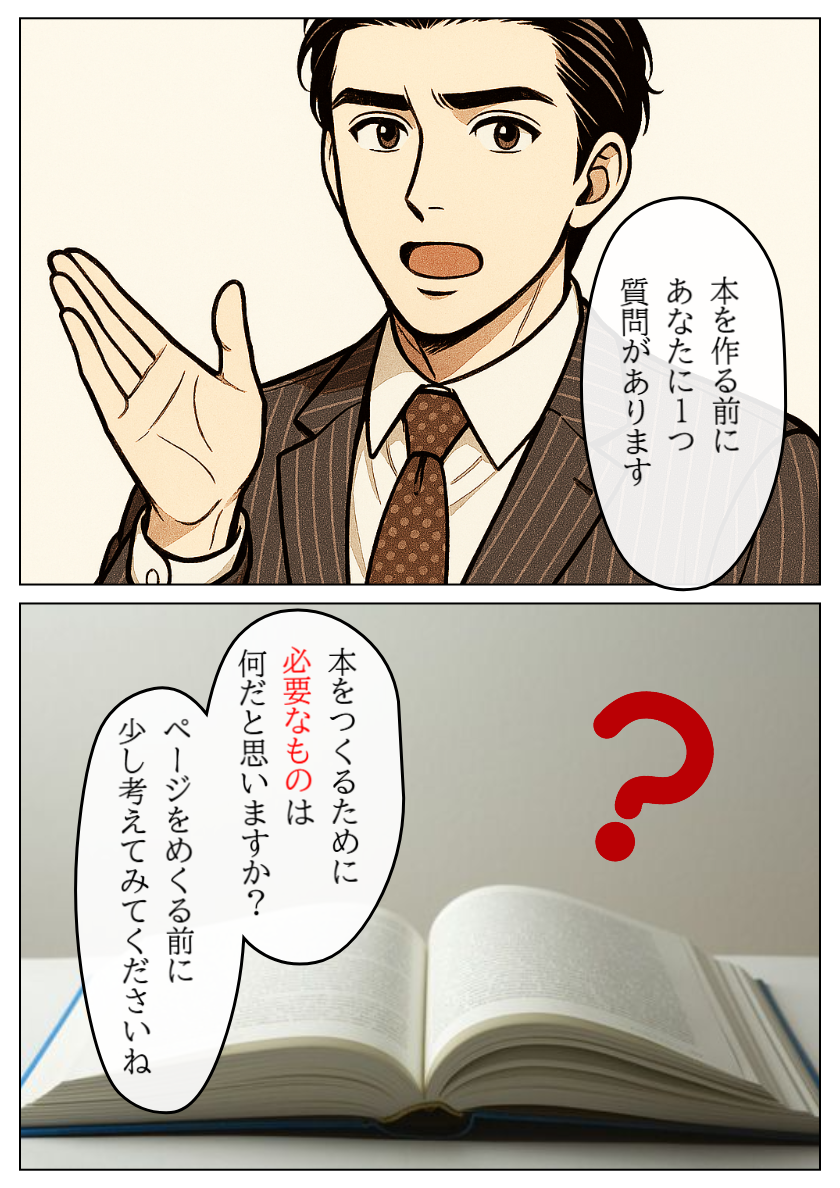 本を作る前に
あなたに1つ
質問があります
本をつくるために
必要なものは
何だと思いますか？
ページをめくる前に
少し考えてみてくださいね
?